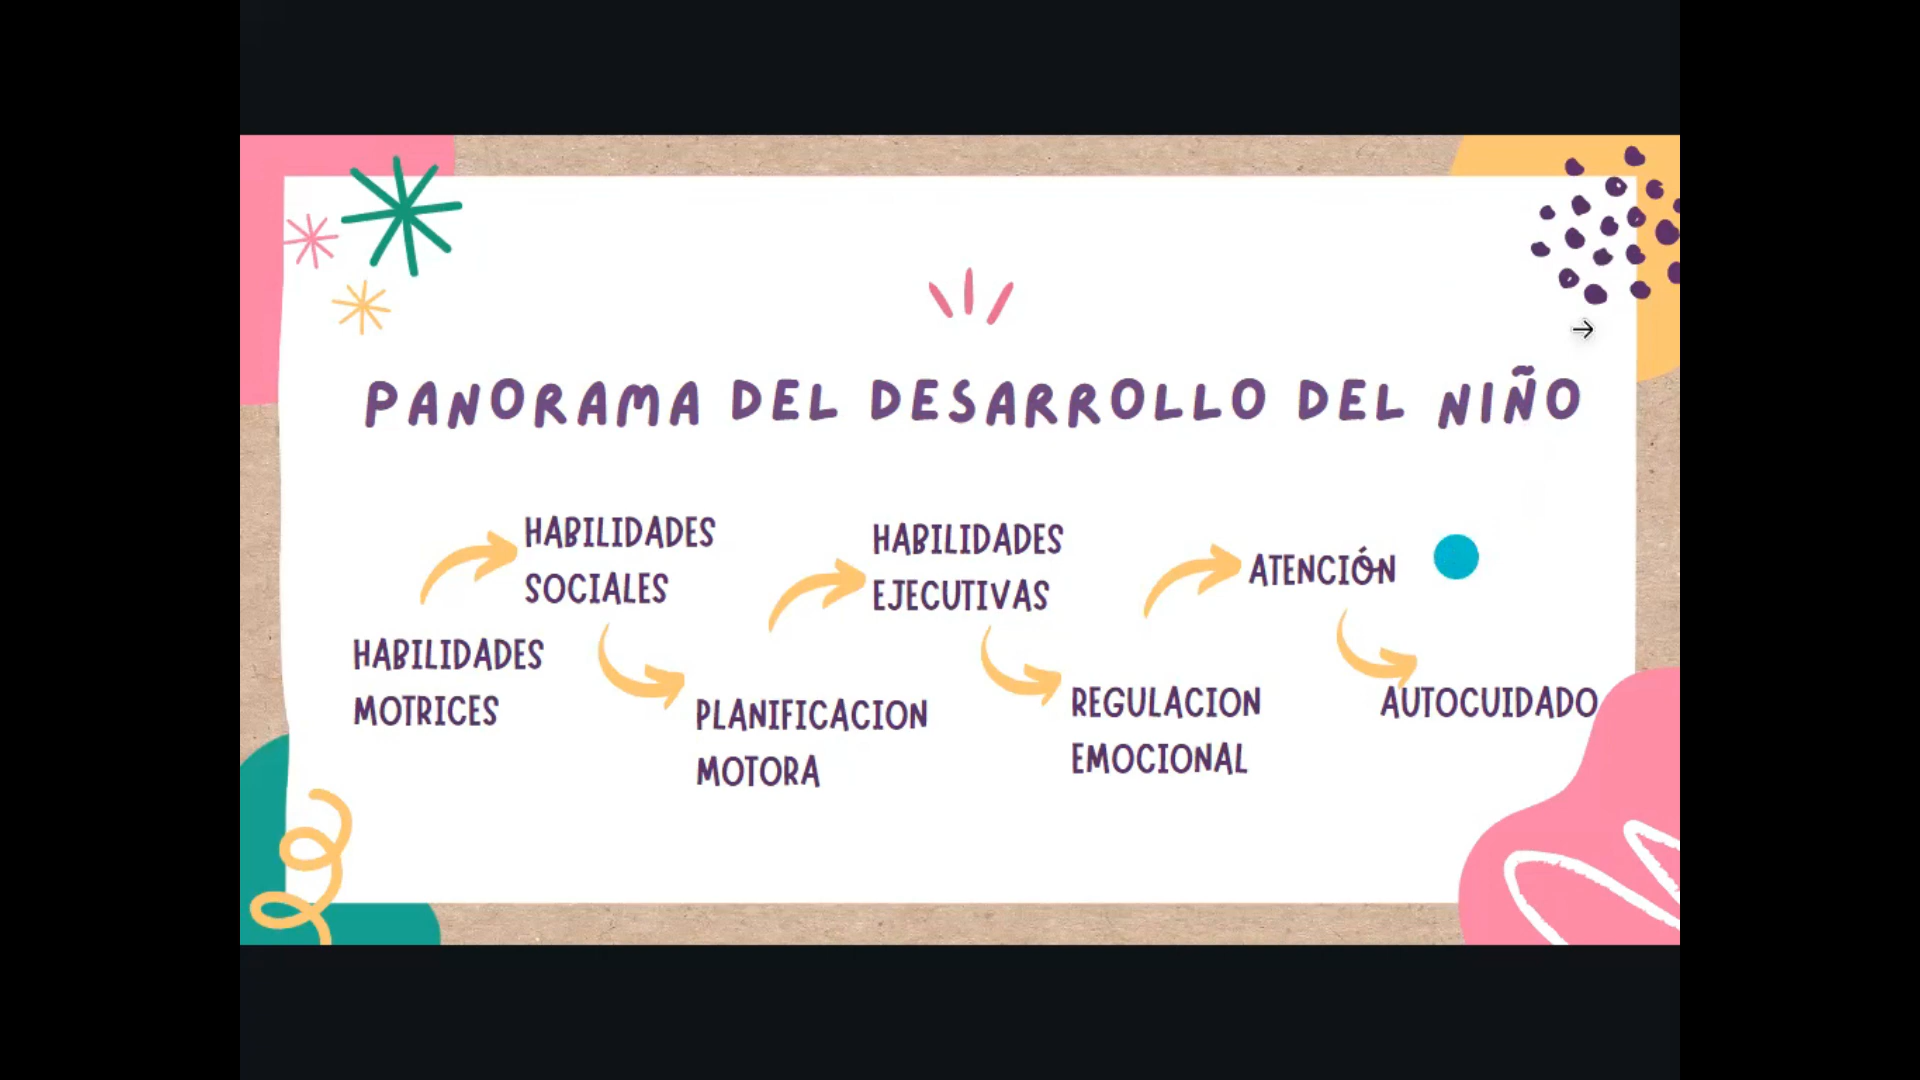 PANORAMA DEL DESARROLLO DEL NIÑO
HABILIDADES
MOTRICES
HABILIDADES
SOCIALES
PLANIFICACION
MOTORA
HABILIDADES
EJECUTIVAS
REGULACION
EMOCIONAL
ATENCIÓN
AUTOCUIDADO